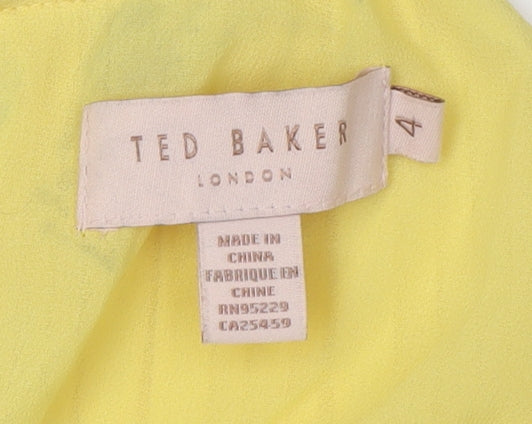 TED BAKER
LONDON
4
MADE IN
CHINA
FABRIQUE EN
CHINE
RN95229
CA25459